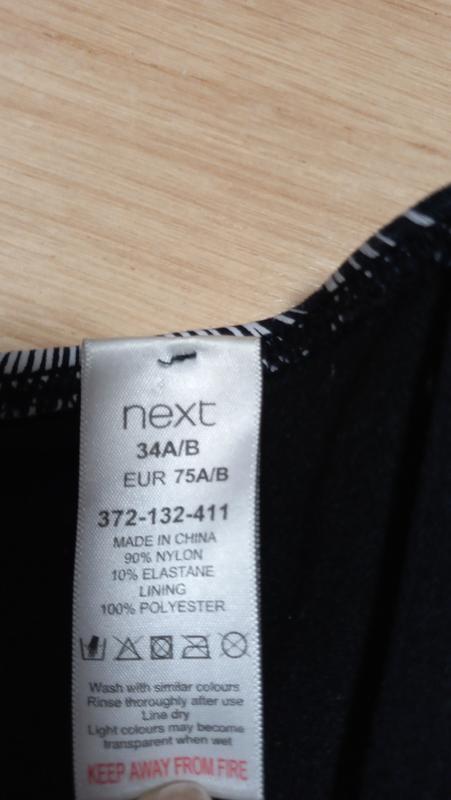 next
34A/B
EUR 75A/B
372-132-411
MADE IN CHINA
90% NYLON
10% ELASTANE
LINING
100% POLYESTER
Wash with similar colours
Rinse thoroughly after use
Line dry
Light colours may become
transparent when wet
KEEP AWAY FROM FIRE